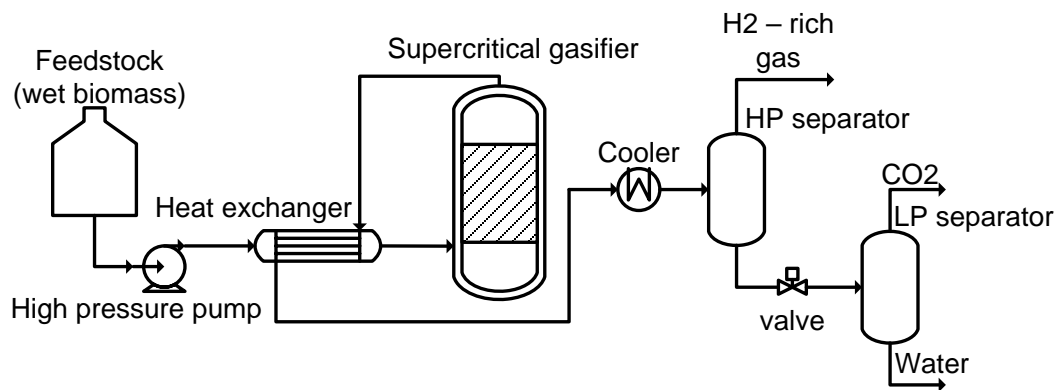 Feedstock
(wet biomass)
High pressure pump
Heat exchanger
Supercritical gasifier
Cooler
H2 – rich
gas
HP separator
valve
CO2
LP separator
Water